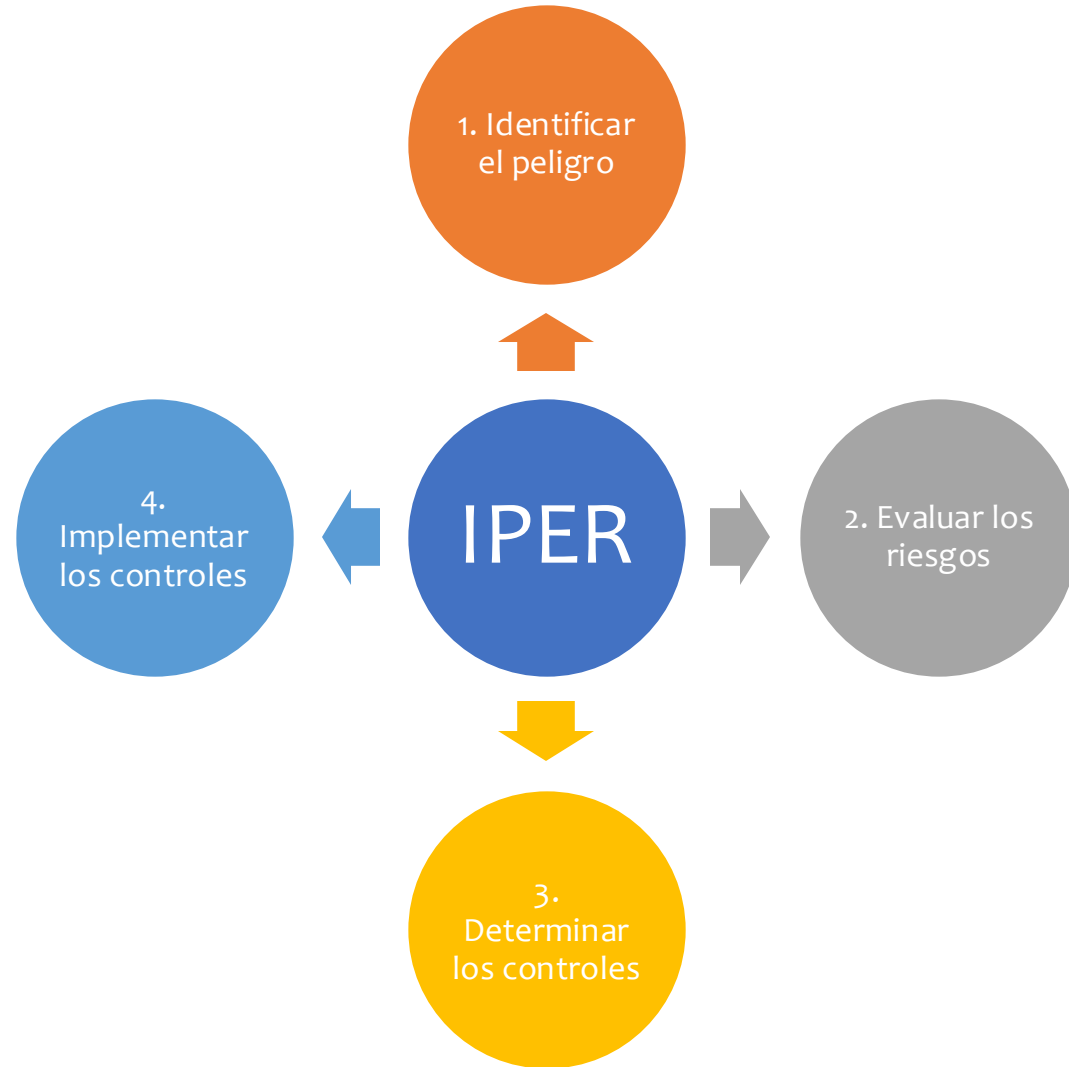 1. Identificar
el peligro
IPER
2. Evaluar los
riesgos
3.
Determinar
los controles
4.
Implementar
los controles